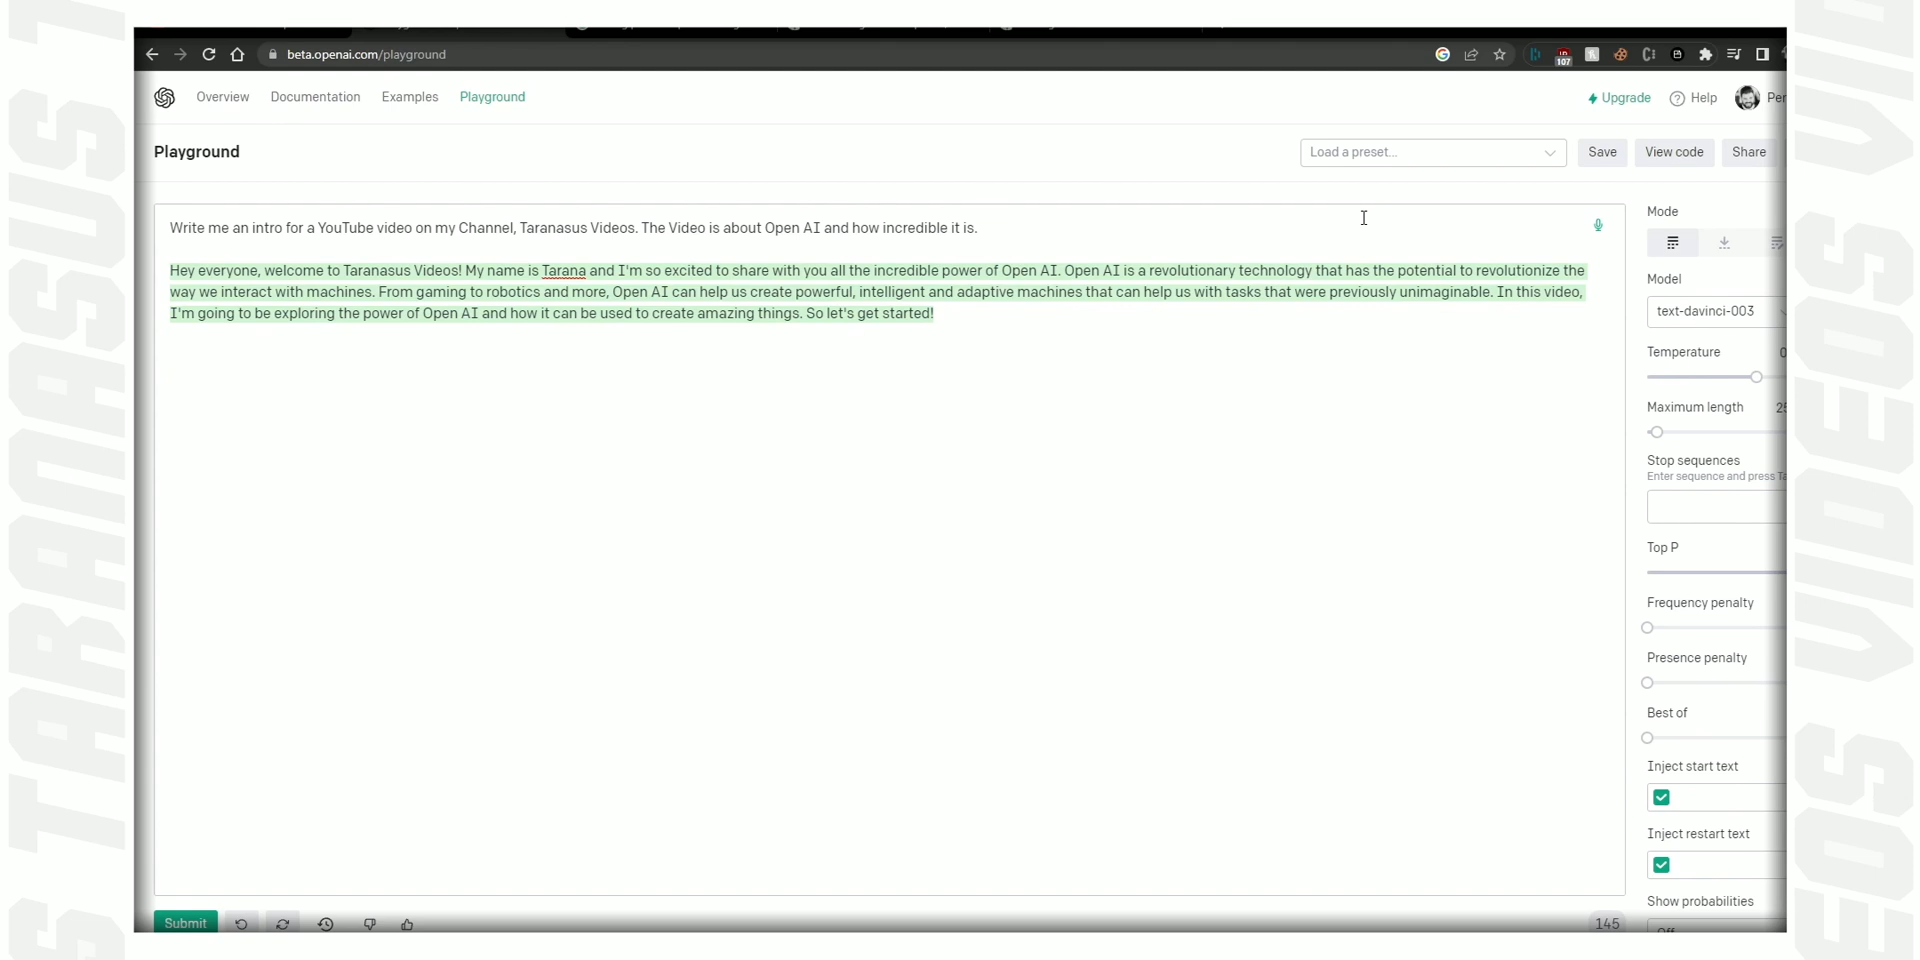 beta.openai.com/playground
107
Overview Documentation Examples Playground
Upgrade Help
Playground
Load a preset... Save View code Share
Write me an intro for a YouTube video on my Channel, Taranasus Videos. The Video is about Open AI and how incredible it is.
Hey everyone, welcome to Taranasus Videos! My name is Tarana and I'm so excited to share with you all the incredible power of Open AI. Open AI is a revolutionary technology that has the potential to revolutionize the
way we interact with machines. From gaming to robotics and more, Open AI can help us create powerful, intelligent and adaptive machines that can help us with tasks that were previously unimaginable. In this video,
I'm going to be exploring the power of Open AI and how it can be used to create amazing things. So let's get started!
Mode
Model
text-davinci-003
Temperature
Maximum length
Stop sequences
Enter sequence and press
Top P
Frequency penalty
Presence penalty
Best of
Inject start text
Inject restart text
Show probabilities
Submit
145
TARANASUS
VIDEOS